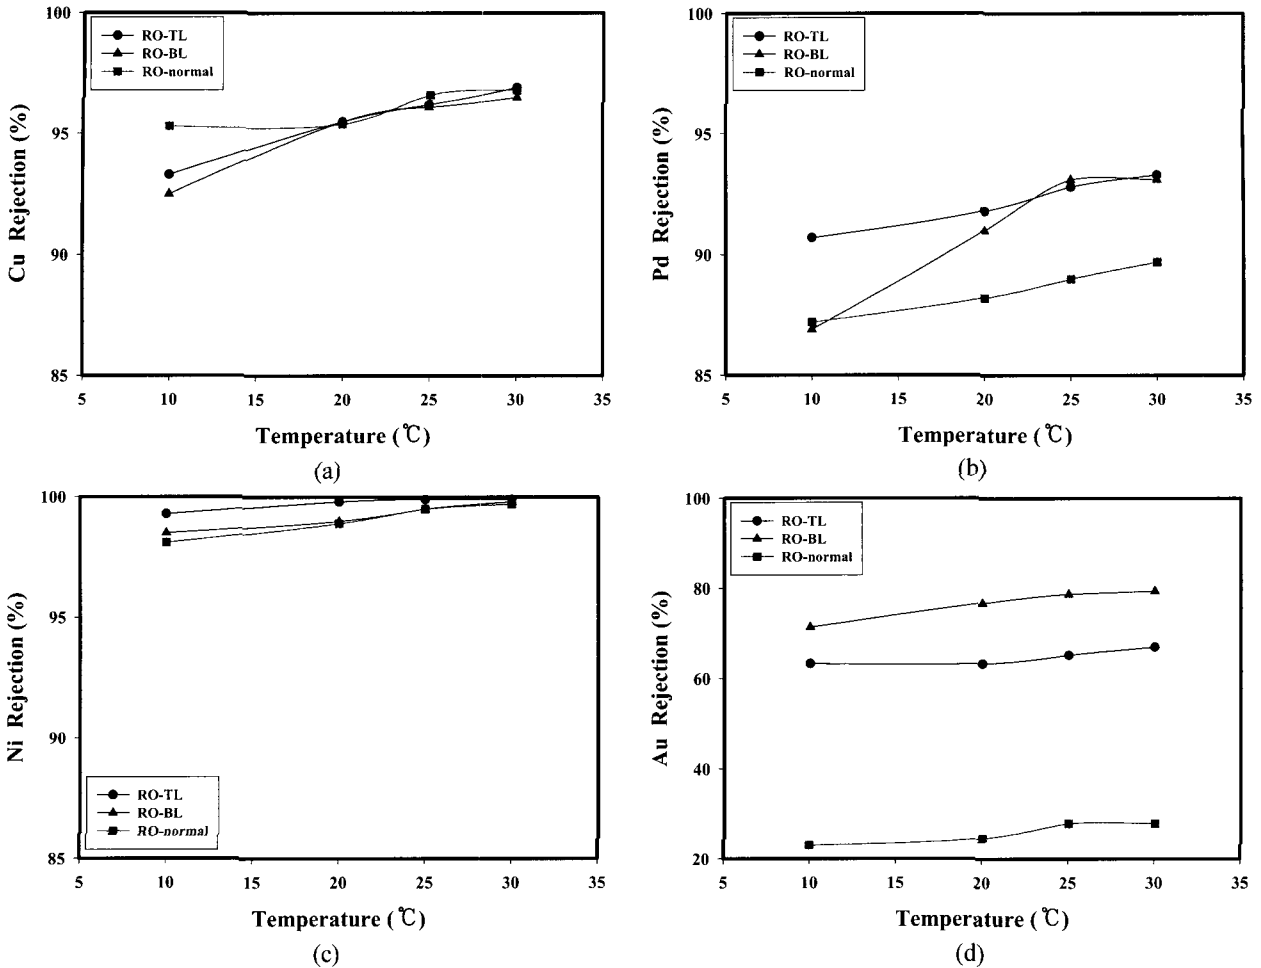 RO-TL
RO-BL
RO-normal
100
95
90
85
5
10
15
20
25
30
35
Cu Rejection (%)
Temperature (℃)
(a)
RO-TL
RO-BL
RO-normal
100
95
90
85
5
10
15
20
25
30
35
Pd Rejection (%)
Temperature (℃)
(b)
100
95
90
85
RO-TL
RO-BL
RO-normal
5
10
15
20
25
30
35
Ni Rejection (%)
Temperature (℃)
(c)
RO-TL
RO-BL
RO-normal
100
80
60
40
20
5
10
15
20
25
30
35
Au Rejection (%)
Temperature (℃)
(d)